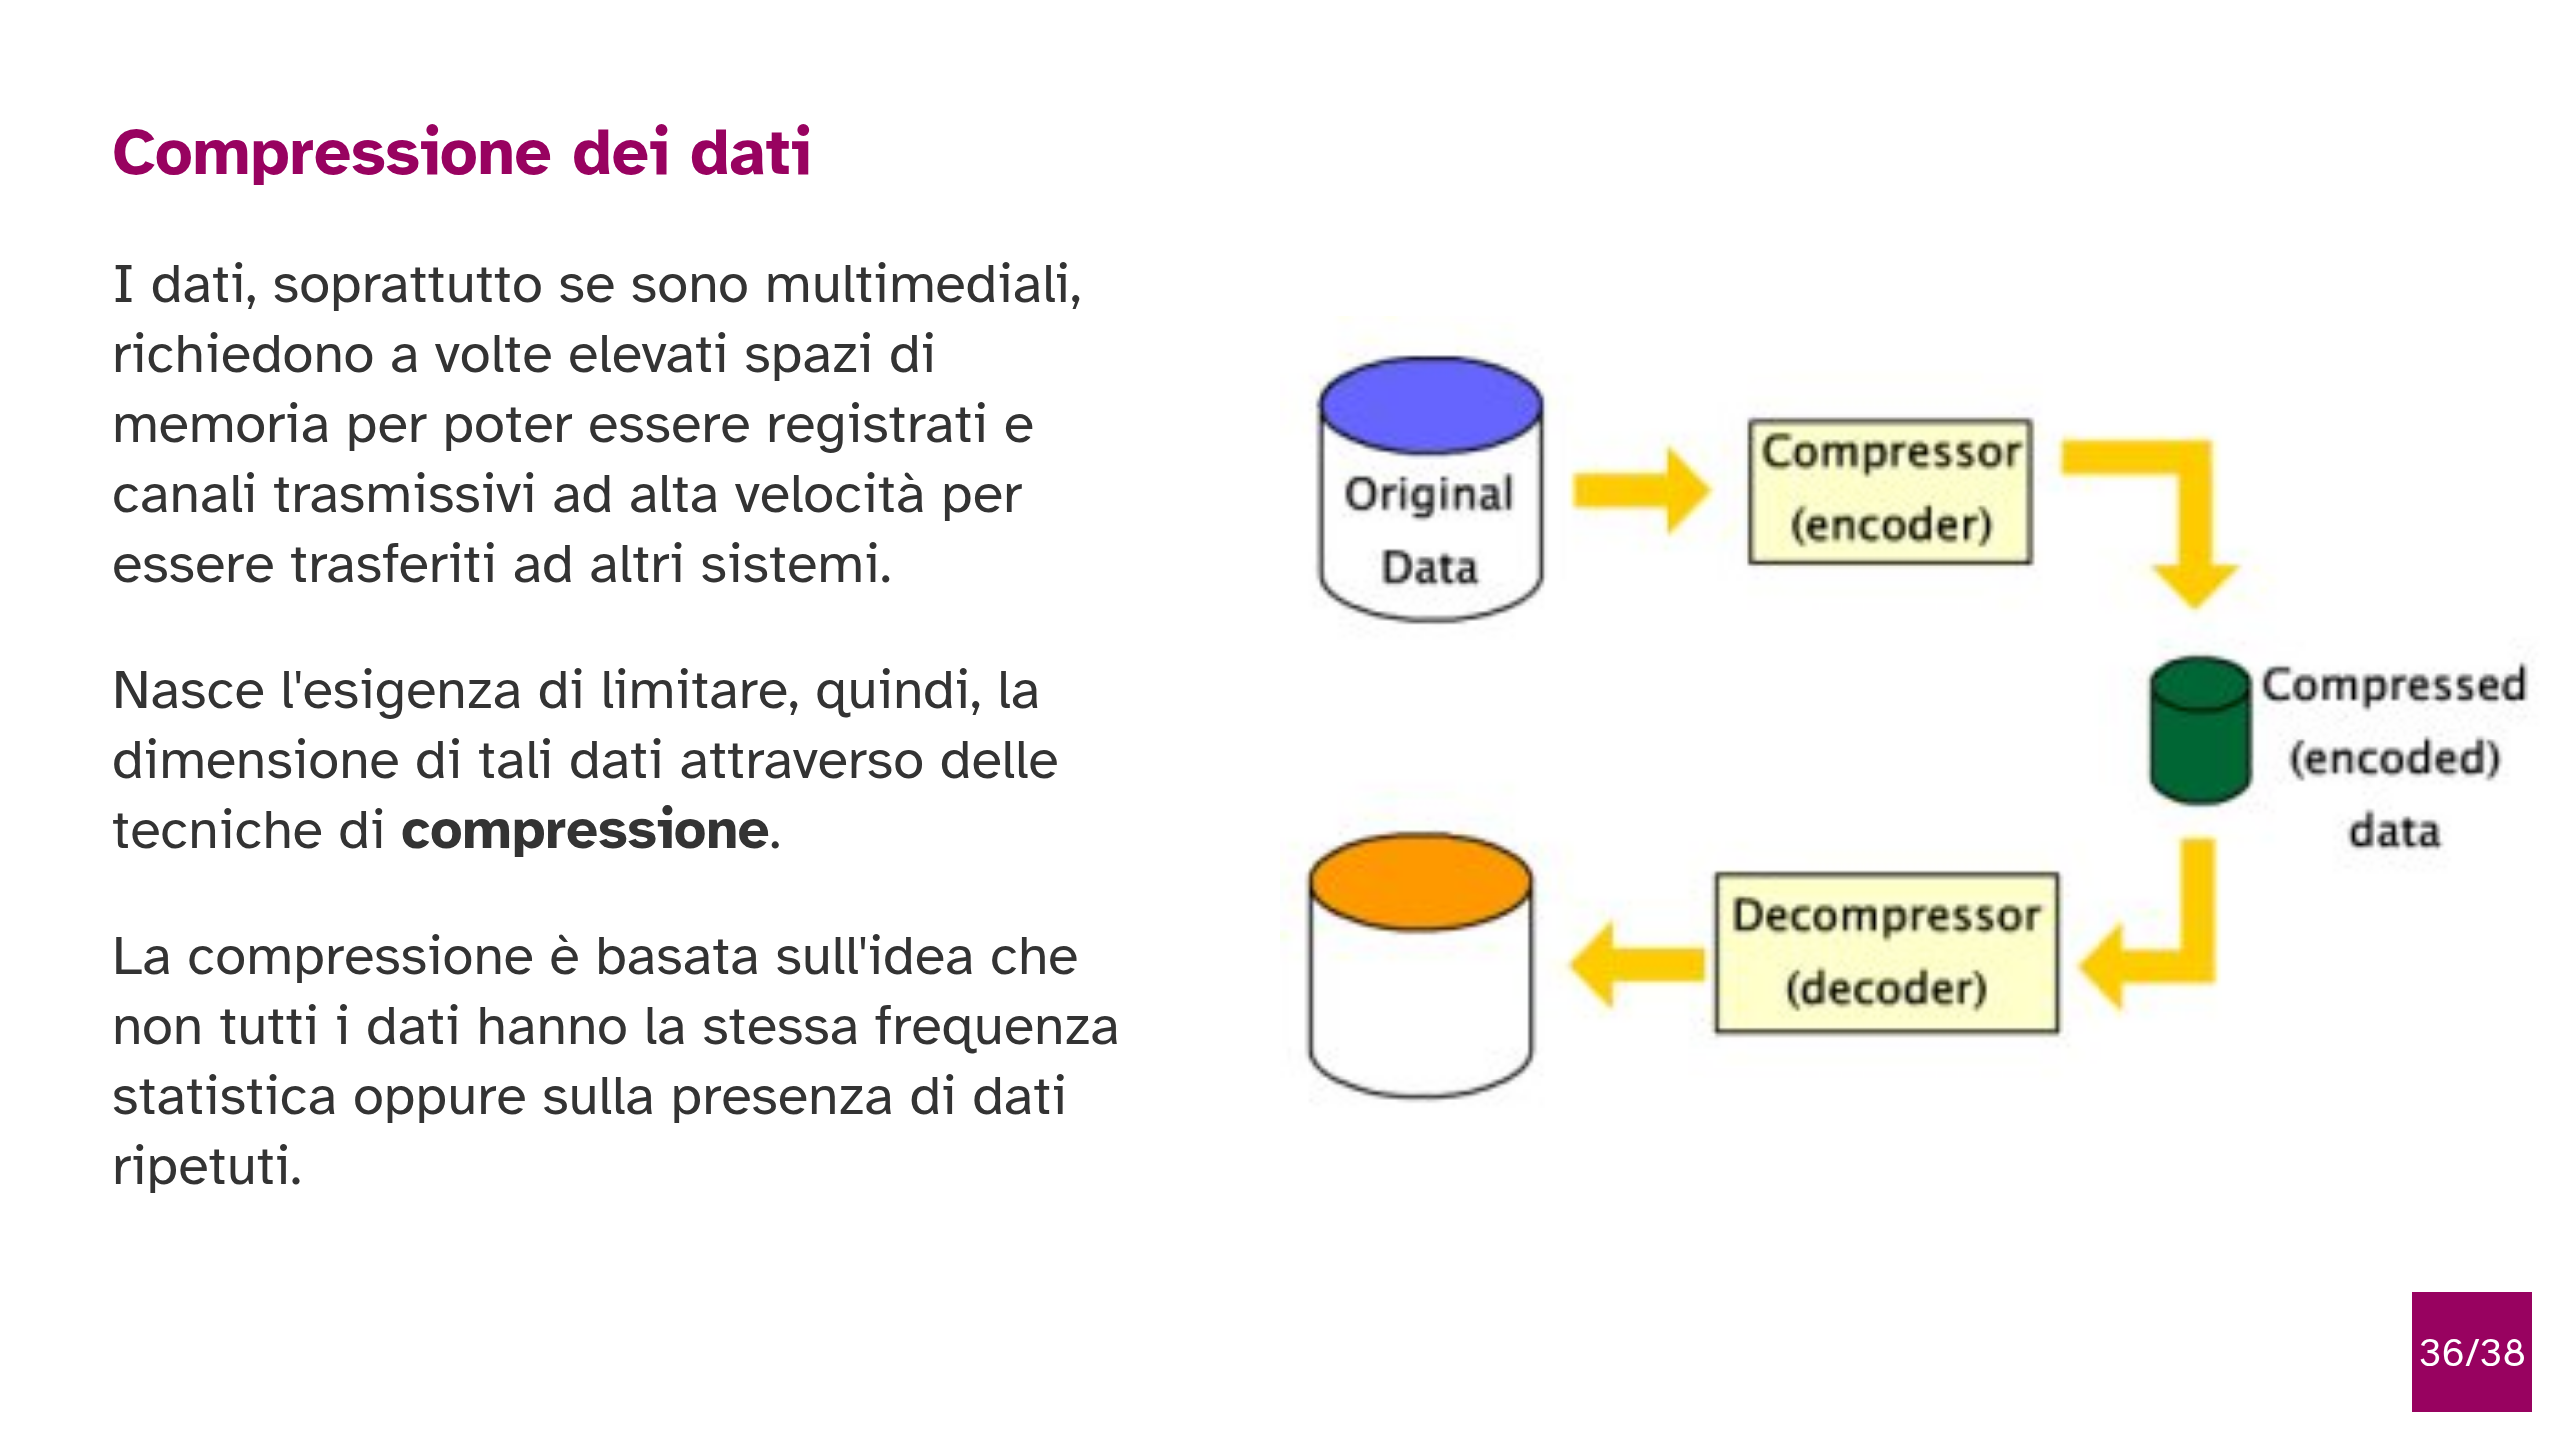 Compressione dei dati
I dati, soprattutto se sono multimediali,
richiedono a volte elevati spazi di
memoria per poter essere registrati e
canali trasmissivi ad alta velocità per
essere trasferiti ad altri sistemi.
Nasce l'esigenza di limitare, quindi, la
dimensione di tali dati attraverso delle
tecniche di compressione.
La compressione è basata sull'idea che
non tutti i dati hanno la stessa frequenza
statistica oppure sulla presenza di dati
ripetuti.
Original
Data
Compressor
(encoder)
Compressed
(encoded)
data
Decompressor
(decoder)
36/38